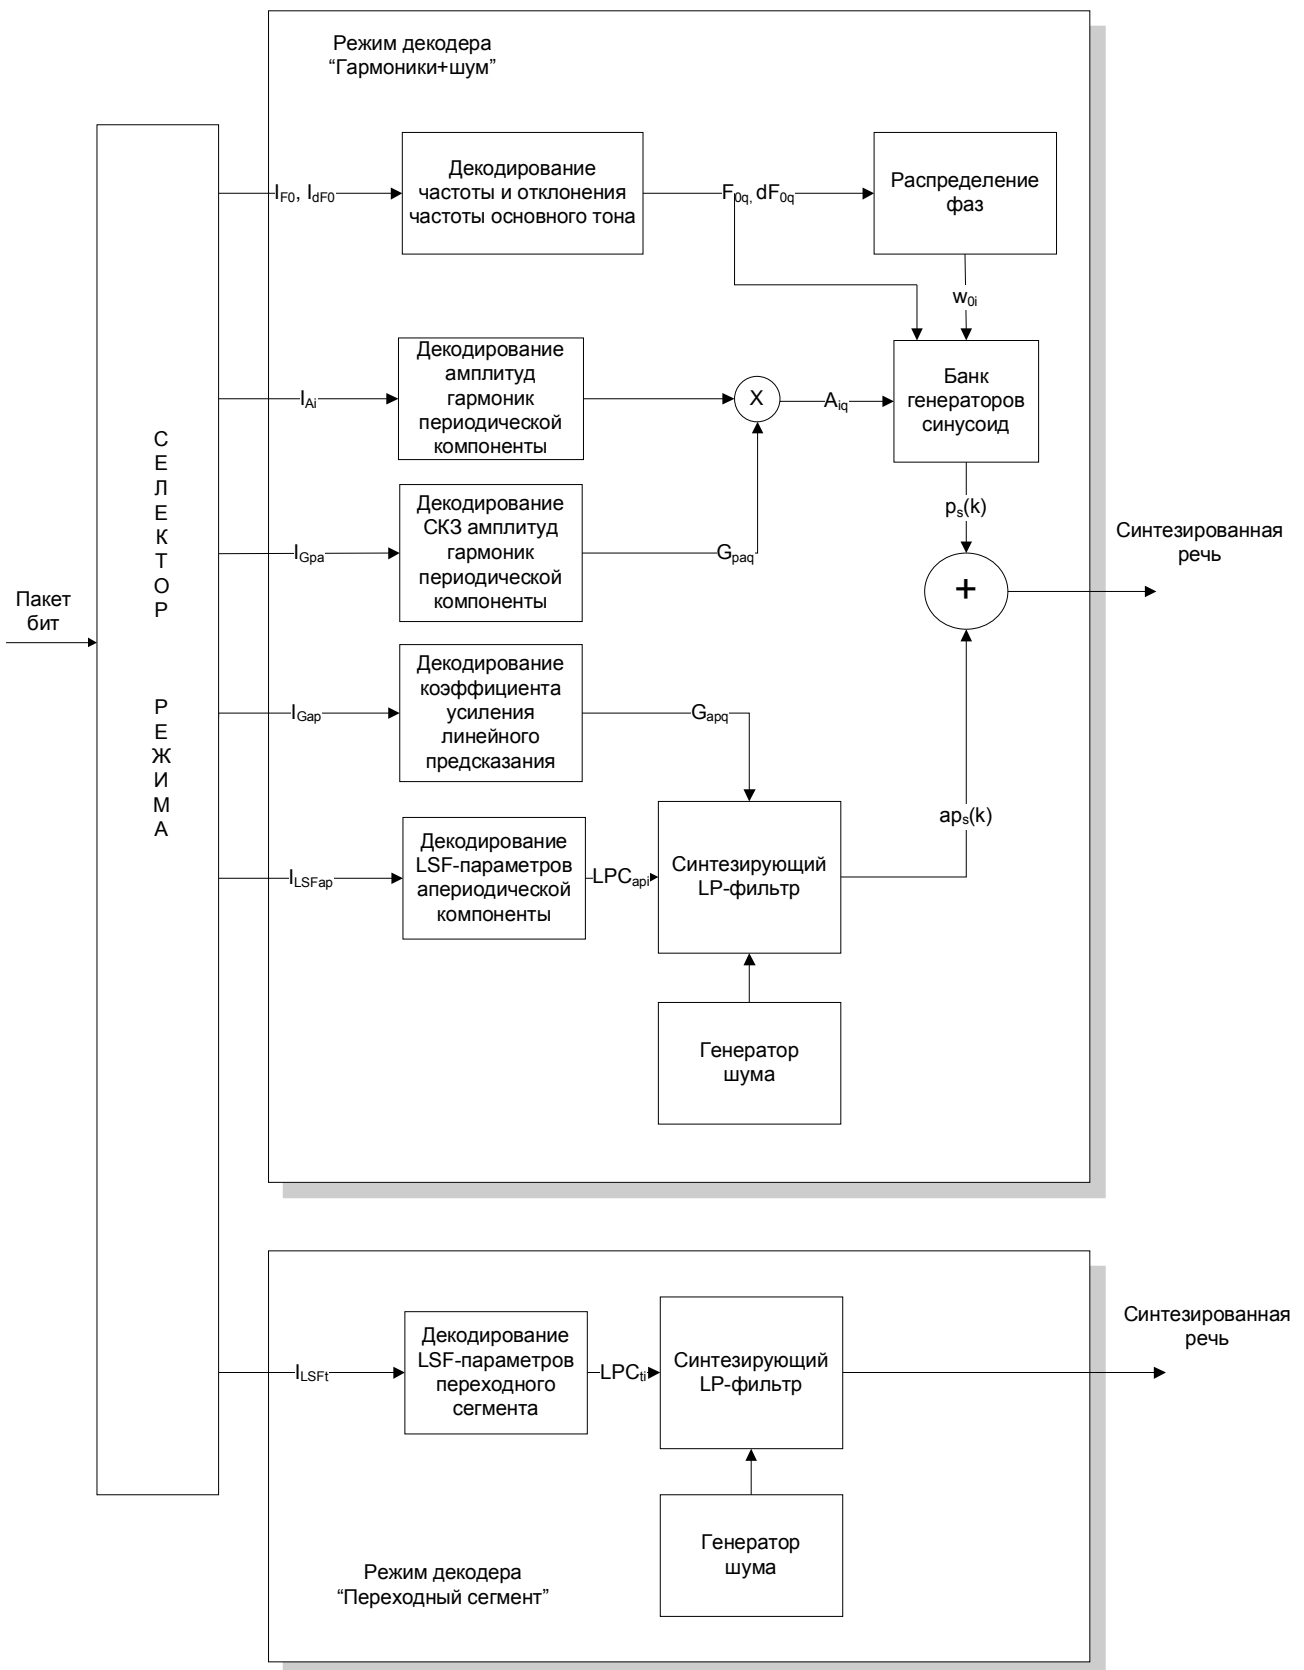 Режим декодера
“Гармоники+шум”
Декодирование
частоты и отклонения
частоты основного тона
Распределение
фаз
I_F0, I_dF0
F_0q, dF_0q
w_0i
Декодирование
амплитуд
гармоник
периодической
компоненты
I_Ai
X
A_iq
Банк
генераторов
синусоид
Декодирование
СКЗ амплитуд
гармоник
периодической
компоненты
I_Gpa
G_paq
p_s(k)
+
Синтезированная
речь
Пакет
бит
СЕЛЕКТОР
РЕЖИМА
Декодирование
коэффициента
усиления
линейного
предсказания
I_Gap
G_apq
ap_s(k)
Декодирование
LSF-параметров
апериодической
компоненты
I_LSFap
LPC_api
Синтезирующий
LP-фильтр
Генератор
шума
Декодирование
LSF-параметров
переходного
сегмента
I_LSFt
LPC_ti
Синтезирующий
LP-фильтр
Синтезированная
речь
Генератор
шума
Режим декодера
“Переходный сегмент”